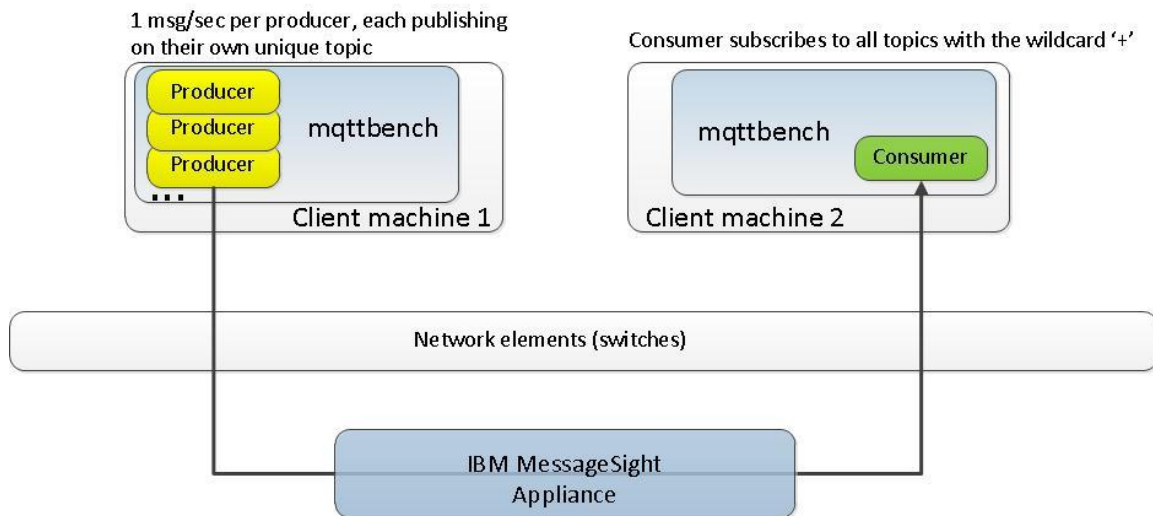 1 msg/sec per producer, each publishing
on their own unique topic
Consumer subscribes to all topics with the wildcard ‘+’
Producer
Producer
Producer
...
mqttbench
Client machine 1
mqttbench
Consumer
Client machine 2
Network elements (switches)
IBM MessageSight
Appliance